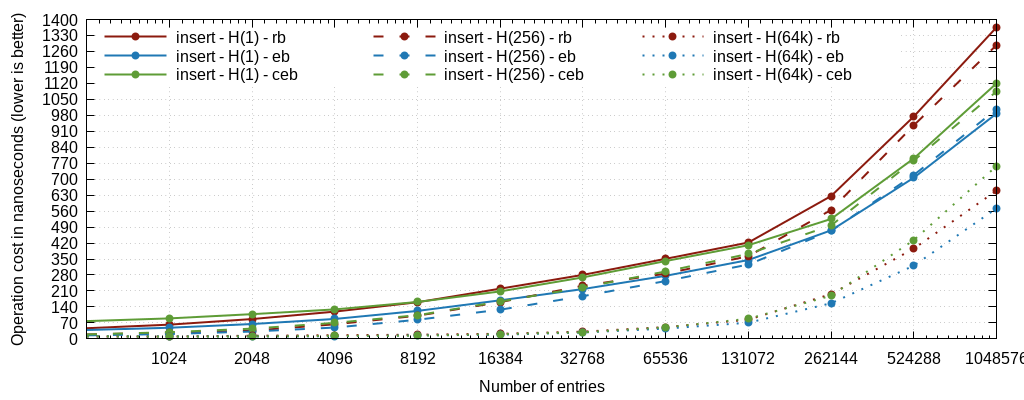 Operation cost in nanoseconds (lower is better)
1400
1330
1260
1190
1120
1050
980
910
840
770
700
630
560
490
420
350
280
210
140
70
0
insert - H(1) - rb
insert - H(1) - eb
insert - H(1) - ceb
insert - H(256) - rb
insert - H(256) - eb
insert - H(256) - ceb
insert - H(64k) - rb
insert - H(64k) - eb
insert - H(64k) - ceb
1024 2048 4096 8192 16384 32768 65536 131072 262144 524288 1048576
Number of entries